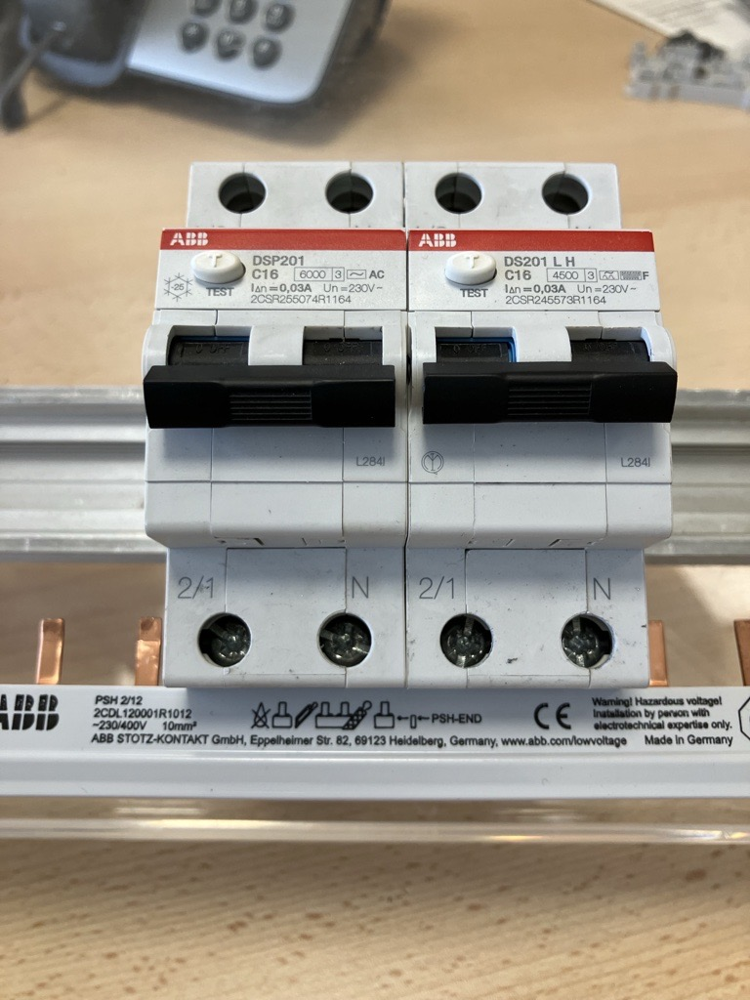 ABB
DSP201
C16 6000 3 AC
-25
TEST
I∆n = 0,03A Un = 230V~
2CSR255074R1164
ABB
DS201 L H
C16 4500 3 F
TEST
I∆n = 0,03A Un = 230V~
2CSR245573R1164
O OFF
L284I
L284I
2/1 N
2/1 N
ABB
PSH 2/12
2CDL120001R1012
~230/400V 10mm²
PSH-END
CE
Warning! Hazardous voltage!
Installation by person with
electrotechnical expertise only.
ABB STOTZ-KONTAKT GmbH, Eppelheimer Str. 82, 69123 Heidelberg, Germany, www.abb.com/lowvoltage Made in Germany